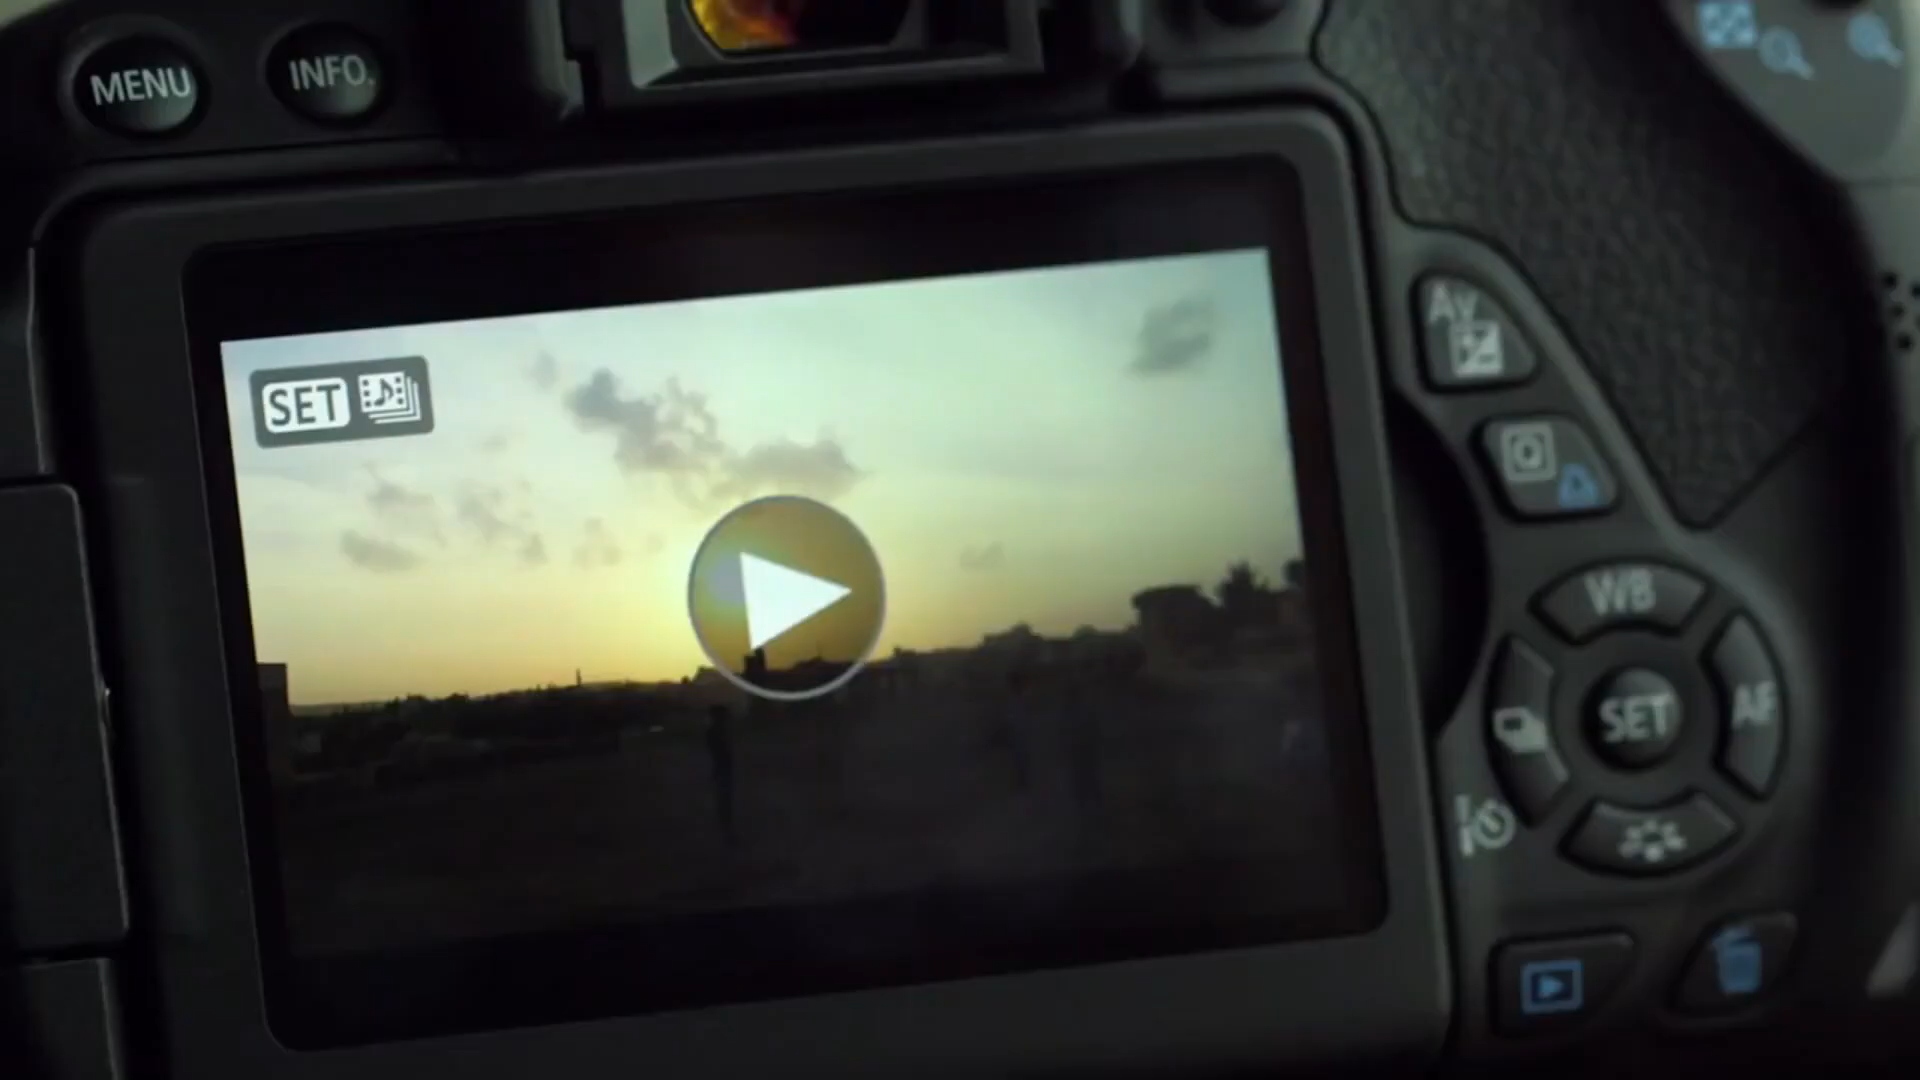 MENU
INFO.
SET
Av
WB
AF
SET